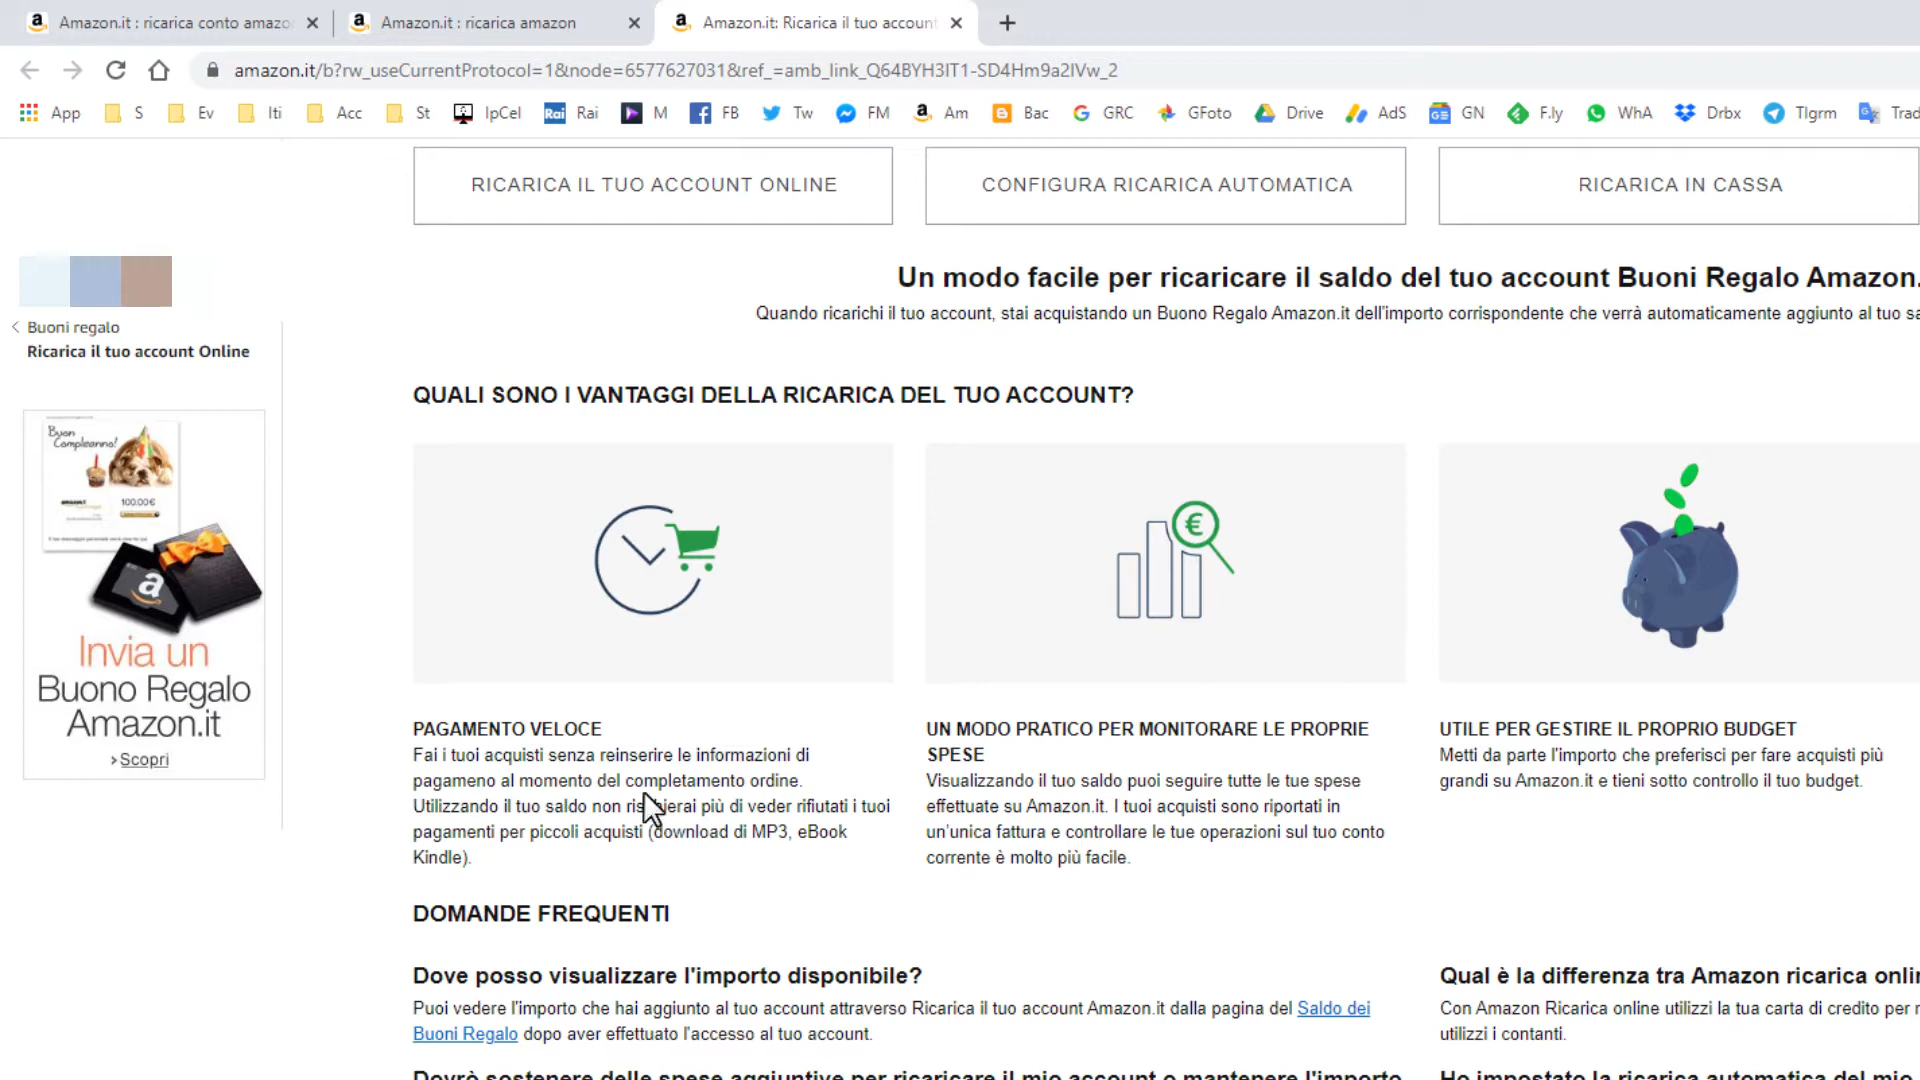 Amazon.it : ricarica conto amazo
Amazon.it : ricarica amazon
Amazon.it: Ricarica il tuo account
amazon.it/b?rw_useCurrentProtocol=1&node=6577627031&ref_=amb_link_Q64BYH3IT1-SD4Hm9a2IVw_2
App S Ev Iti Acc St IpCel Rai Rai M FB Tw FM Am Bac GRC GFoto Drive AdS GN F.ly WhA Drbx Tlgrm Trad
RICARICA IL TUO ACCOUNT ONLINE
CONFIGURA RICARICA AUTOMATICA
RICARICA IN CASSA
Un modo facile per ricaricare il saldo del tuo account Buoni Regalo Amazon.
Quando ricarichi il tuo account, stai acquistando un Buono Regalo Amazon.it dell'importo corrispondente che verrà automaticamente aggiunto al tuo sa
Buoni regalo
Ricarica il tuo account Online
Buon
Compleanno!
100.00€
Invia un
Buono Regalo
Amazon.it
›Scopri
QUALI SONO I VANTAGGI DELLA RICARICA DEL TUO ACCOUNT?
€
PAGAMENTO VELOCE
Fai i tuoi acquisti senza reinserire le informazioni di
pagameno al momento del completamento ordine.
Utilizzando il tuo saldo non rischierai più di veder rifiutati i tuoi
pagamenti per piccoli acquisti (download di MP3, eBook
Kindle).
UN MODO PRATICO PER MONITORARE LE PROPRIE
SPESE
Visualizzando il tuo saldo puoi seguire tutte le tue spese
effettuate su Amazon.it. I tuoi acquisti sono riportati in
un'unica fattura e controllare le tue operazioni sul tuo conto
corrente è molto più facile.
UTILE PER GESTIRE IL PROPRIO BUDGET
Metti da parte l'importo che preferisci per fare acquisti più
grandi su Amazon.it e tieni sotto controllo il tuo budget.
DOMANDE FREQUENTI
Dove posso visualizzare l'importo disponibile?
Puoi vedere l'importo che hai aggiunto al tuo account attraverso Ricarica il tuo account Amazon.it dalla pagina del Saldo dei
Buoni Regalo dopo aver effettuato l'accesso al tuo account.
Qual è la differenza tra Amazon ricarica onlin
Con Amazon Ricarica online utilizzi la tua carta di credito per r
utilizzi i contanti.
Dovrò sostenere delle spese aggiuntive per ricaricare il mio account o mantenere l'importo
Ho impostato la ricarica automatica del mio